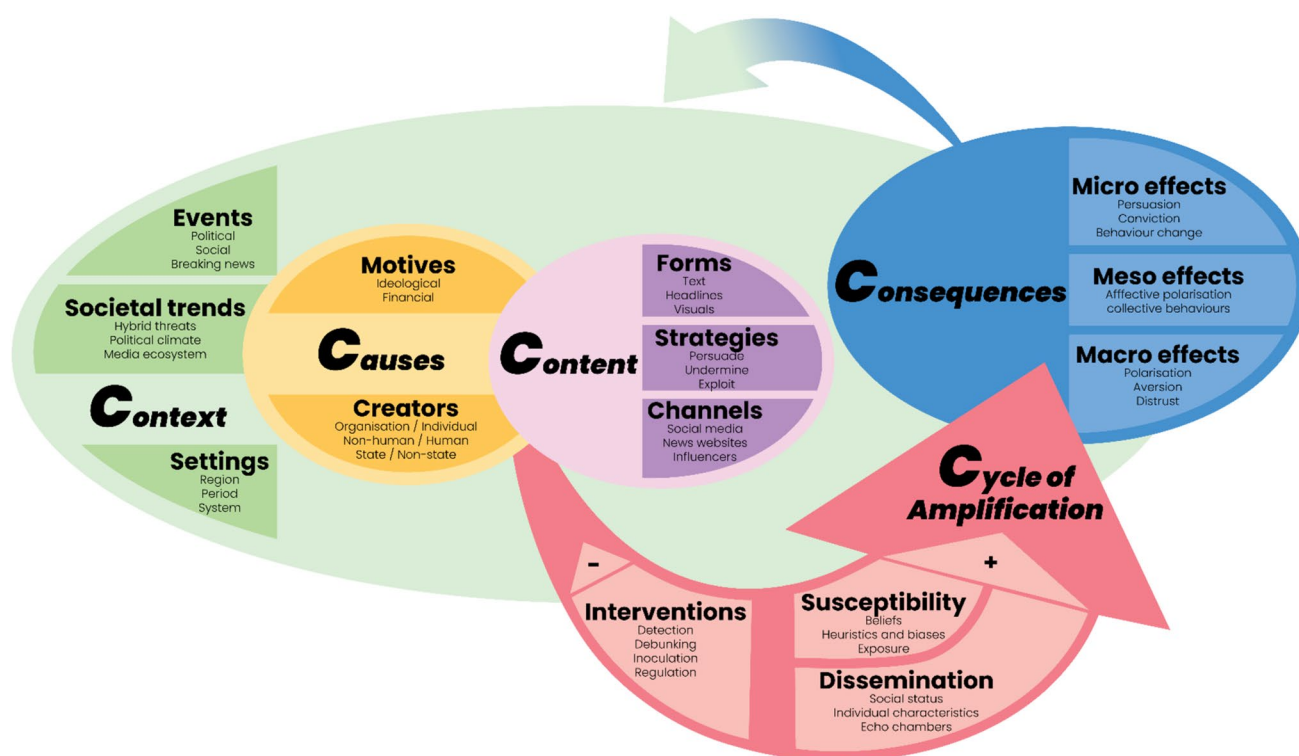 Events
Political
Social
Breaking news
Societal trends
Hybrid threats
Political climate
Media ecosystem
Context
Settings
Region
Period
System
Motives
Ideological
Financial
Causes
Creators
Organisation / Individual
Non-human / Human
State / Non-state
Content
Forms
Text
Headlines
Visuals
Strategies
Persuade
Undermine
Exploit
Channels
Social media
News websites
Influencers
Consequences
Micro effects
Persuasion
Conviction
Behaviour change
Meso effects
Afffective polarisation
collective behaviours
Macro effects
Polarisation
Aversion
Distrust
Cycle of
Amplification
-
Interventions
Detection
Debunking
Inoculation
Regulation
+
Susceptibility
Beliefs
Heuristics and biases
Exposure
Dissemination
Social status
Individual characteristics
Echo chambers